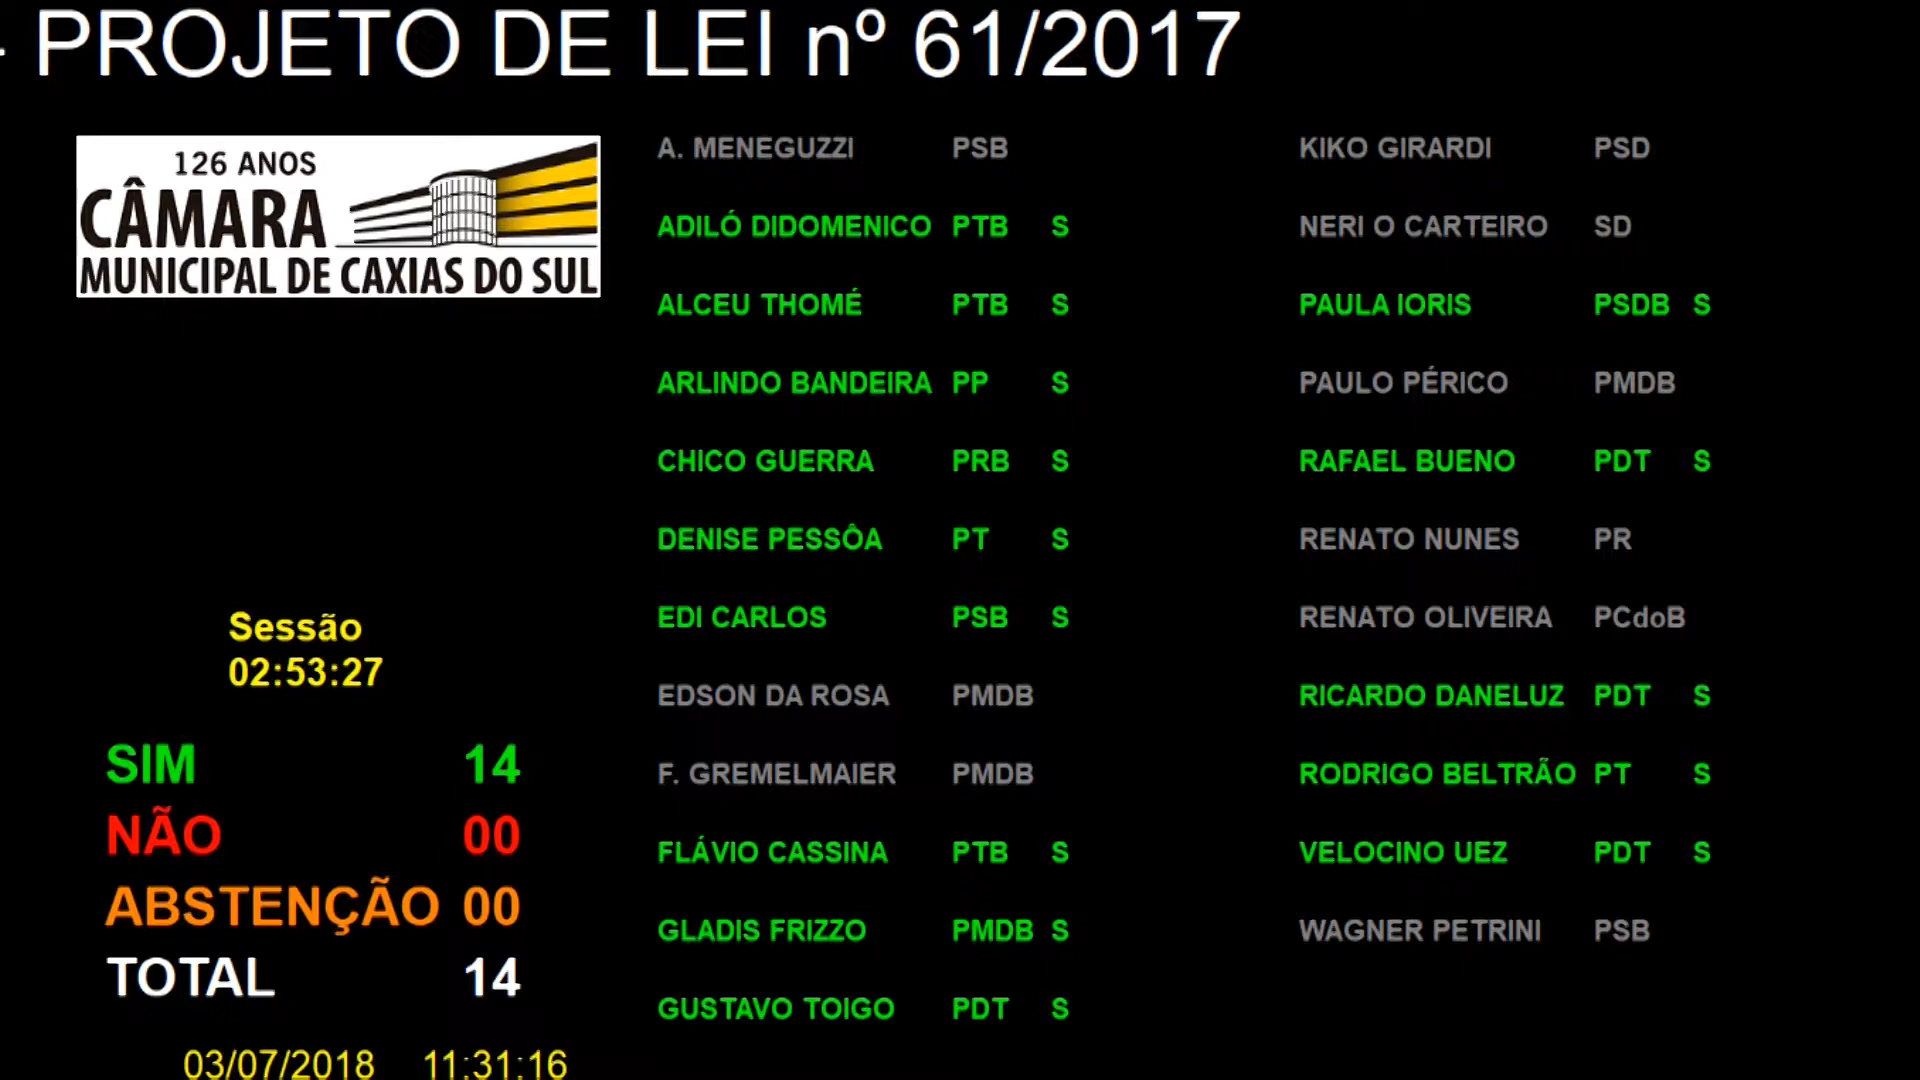 - PROJETO DE LEI nº 61/2017
126 ANOS
CÂMARA
MUNICIPAL DE CAXIAS DO SUL
Sessão
02:53:27
SIM 14
NÃO 00
ABSTENÇÃO 00
TOTAL 14
03/07/2018 11:31:16
A. MENEGUZZI PSB
ADILÓ DIDOMENICO PTB S
ALCEU THOMÉ PTB S
ARLINDO BANDEIRA PP S
CHICO GUERRA PRB S
DENISE PESSÔA PT S
EDI CARLOS PSB S
EDSON DA ROSA PMDB
F. GREMELMAIER PMDB
FLÁVIO CASSINA PTB S
GLADIS FRIZZO PMDB S
GUSTAVO TOIGO PDT S
KIKO GIRARDI PSD
NERI O CARTEIRO SD
PAULA IORIS PSDB S
PAULO PÉRICO PMDB
RAFAEL BUENO PDT S
RENATO NUNES PR
RENATO OLIVEIRA PCdoB
RICARDO DANELUZ PDT S
RODRIGO BELTRÃO PT S
VELOCINO UEZ PDT S
WAGNER PETRINI PSB